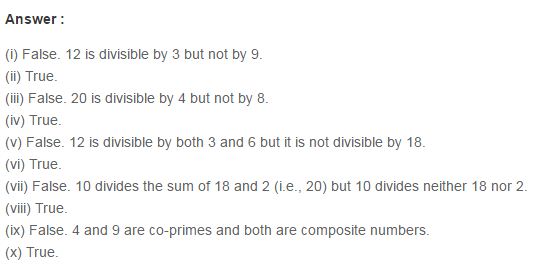 Answer :
(i) False. 12 is divisible by 3 but not by 9.
(ii) True.
(iii) False. 20 is divisible by 4 but not by 8.
(iv) True.
(v) False. 12 is divisible by both 3 and 6 but it is not divisible by 18.
(vi) True.
(vii) False. 10 divides the sum of 18 and 2 (i.e., 20) but 10 divides neither 18 nor 2.
(viii) True.
(ix) False. 4 and 9 are co-primes and both are composite numbers.
(x) True.